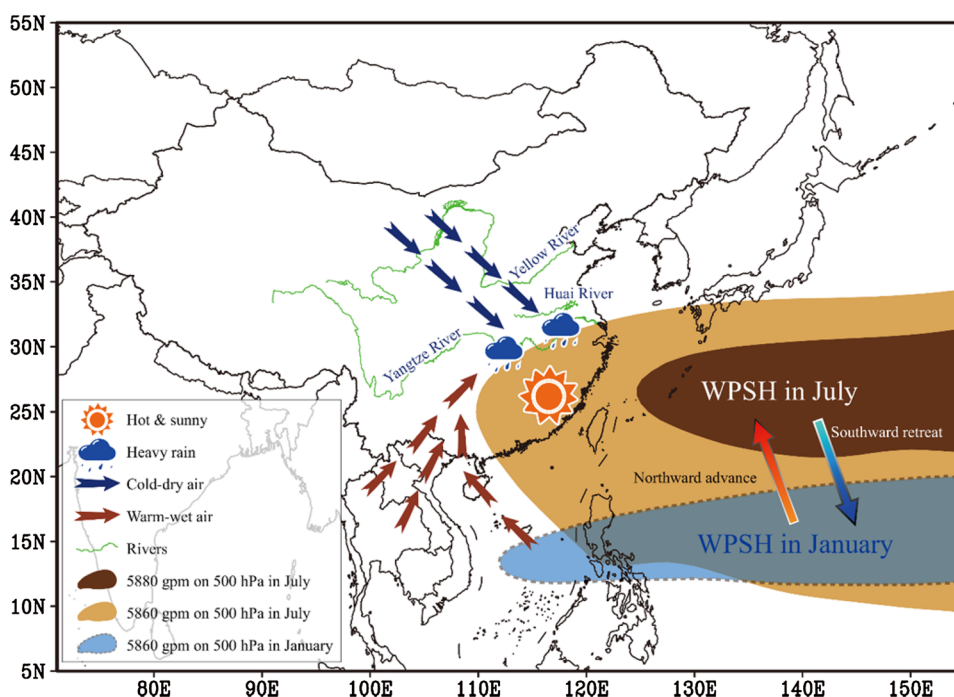 55N
50N
45N
40N
35N
30N
25N
20N
15N
10N
5N
80E
90E
100E
110E
120E
130E
140E
150E
Yellow River
Huai River
Yangtze River
WPSH in July
Southward retreat
Northward advance
WPSH in January
Hot & sunny
Heavy rain
Cold-dry air
Warm-wet air
Rivers
5880 gpm on 500 hPa in July
5860 gpm on 500 hPa in July
5860 gpm on 500 hPa in January